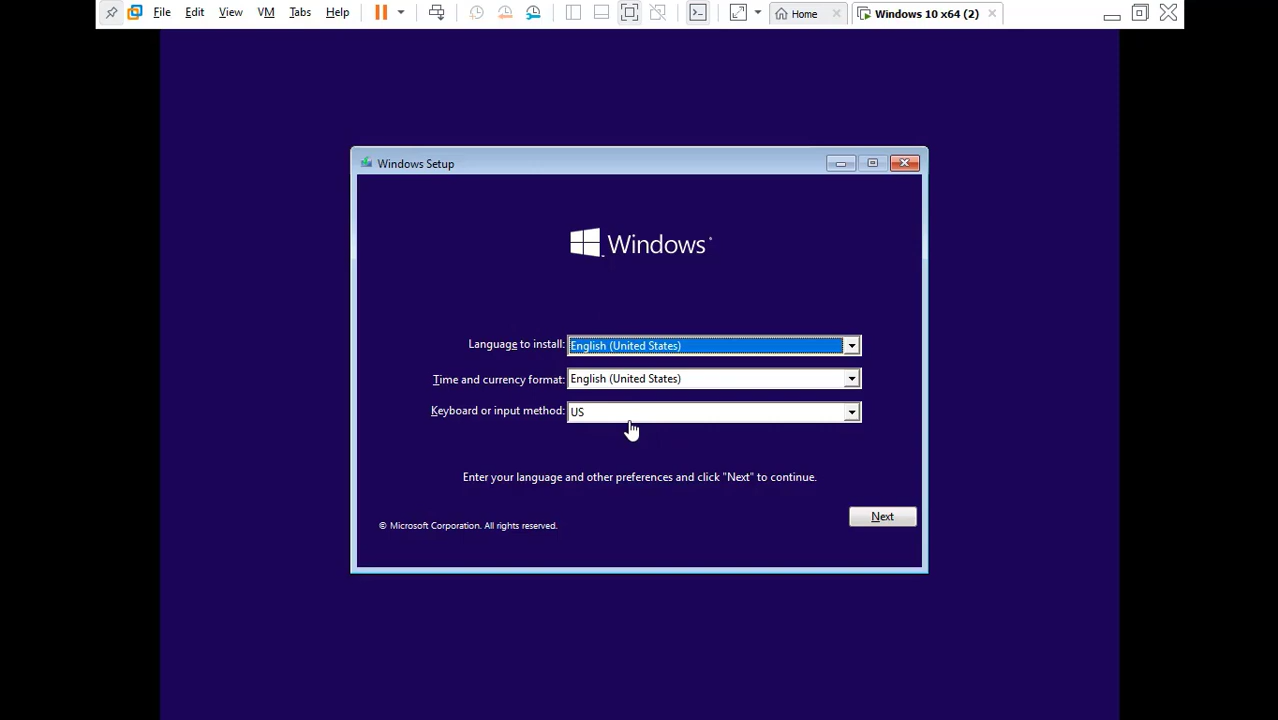 File Edit View VM Tabs Help Home Windows 10 x64 (2)
Windows Setup
Windows
Language to install: English (United States)
Time and currency format: English (United States)
Keyboard or input method: US
Enter your language and other preferences and click "Next" to continue.
Next
© Microsoft Corporation. All rights reserved.